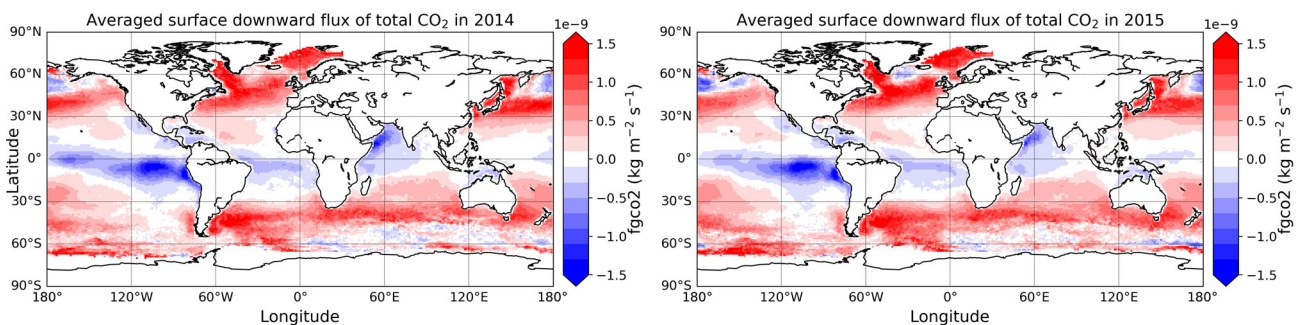 Averaged surface downward flux of total CO₂ in 2014
1e−9
90°N
60°N
30°N
0°
30°S
60°S
90°S
Latitude
180°
120°W
60°W
0°
60°E
120°E
180°
Longitude
1.5
1.0
0.5
0.0
−0.5
−1.0
−1.5
fgco2 (kg m⁻² s⁻¹)
Averaged surface downward flux of total CO₂ in 2015
1e−9
90°N
60°N
30°N
0°
30°S
60°S
90°S
180°
120°W
60°W
0°
60°E
120°E
180°
Longitude
1.5
1.0
0.5
0.0
−0.5
−1.0
−1.5
fgco2 (kg m⁻² s⁻¹)